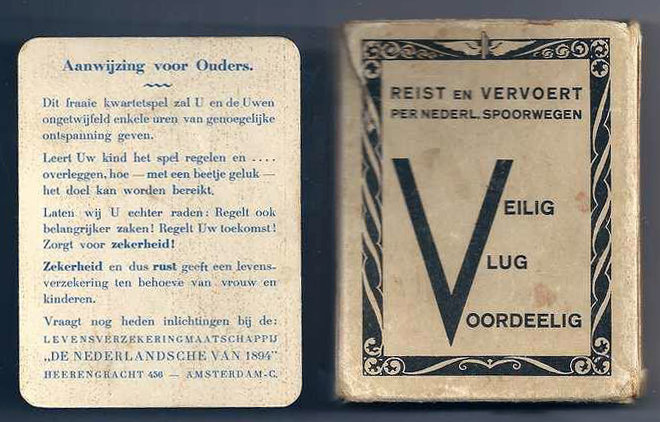 Aanwijzing voor Ouders.
Dit fraaie kwartetspel zal U en de Uwen
ongetwijfeld enkele uren van genoegelijke
ontspanning geven.
Leert Uw kind het spel regelen en ....
overleggen, hoe — met een beetje geluk —
het doel kan worden bereikt.
Laten wij U echter raden: Regelt ook
belangrijker zaken! Regelt Uw toekomst!
Zorgt voor zekerheid!
Zekerheid en dus rust geeft een levens-
verzekering ten behoeve van vrouw en
kinderen.
Vraagt nog heden inlichtingen bij de:
LEVENSVERZEKERINGMAATSCHAPPIJ
„DE NEDERLANDSCHE VAN 1894"
HEERENGRACHT 456 — AMSTERDAM-C.
REIST EN VERVOERT
PER NEDERL. SPOORWEGEN
VEILIG
VLUG
VOORDEELIG